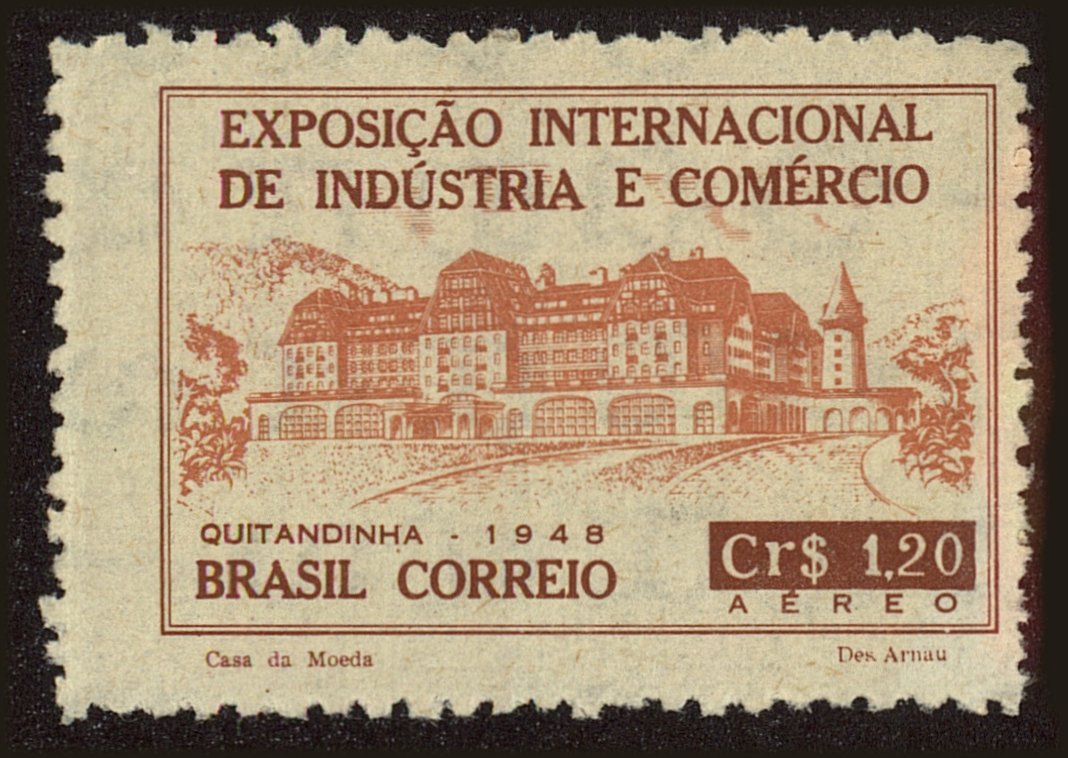 EXPOSIÇÃO INTERNACIONAL
DE INDÚSTRIA E COMÉRCIO
QUITANDINHA - 1948
BRASIL CORREIO
Cr$ 1,20
AÉREO
Casa da Moeda
Des. Arnau